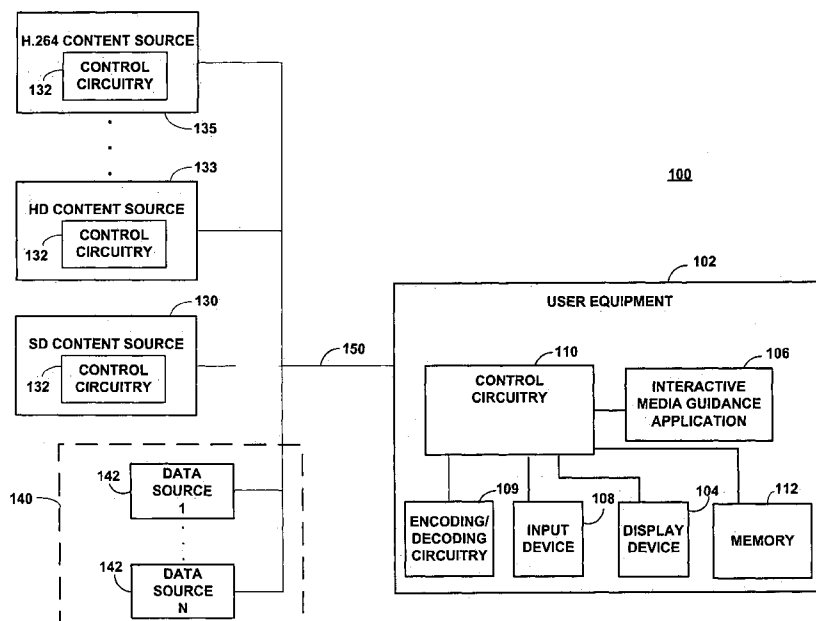 H.264 CONTENT SOURCE
132
CONTROL
CIRCUITRY
135
133
HD CONTENT SOURCE
132
CONTROL
CIRCUITRY
130
SD CONTENT SOURCE
132
CONTROL
CIRCUITRY
140
142
DATA
SOURCE
1
142
DATA
SOURCE
N
150
100
102
USER EQUIPMENT
110
CONTROL
CIRCUITRY
106
INTERACTIVE
MEDIA GUIDANCE
APPLICATION
109
ENCODING/
DECODING
CIRCUITRY
108
INPUT
DEVICE
104
DISPLAY
DEVICE
112
MEMORY